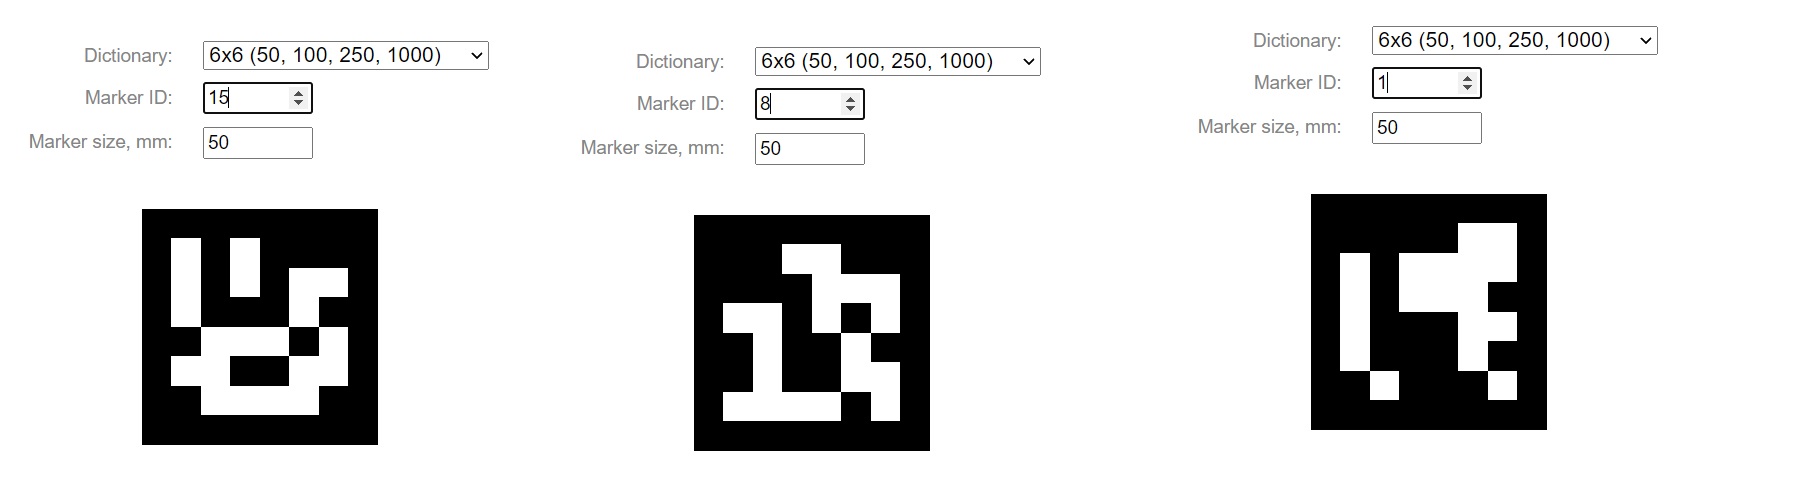 Dictionary: 6x6 (50, 100, 250, 1000)
Marker ID: 15
Marker size, mm: 50
Dictionary: 6x6 (50, 100, 250, 1000)
Marker ID: 8
Marker size, mm: 50
Dictionary: 6x6 (50, 100, 250, 1000)
Marker ID: 1
Marker size, mm: 50